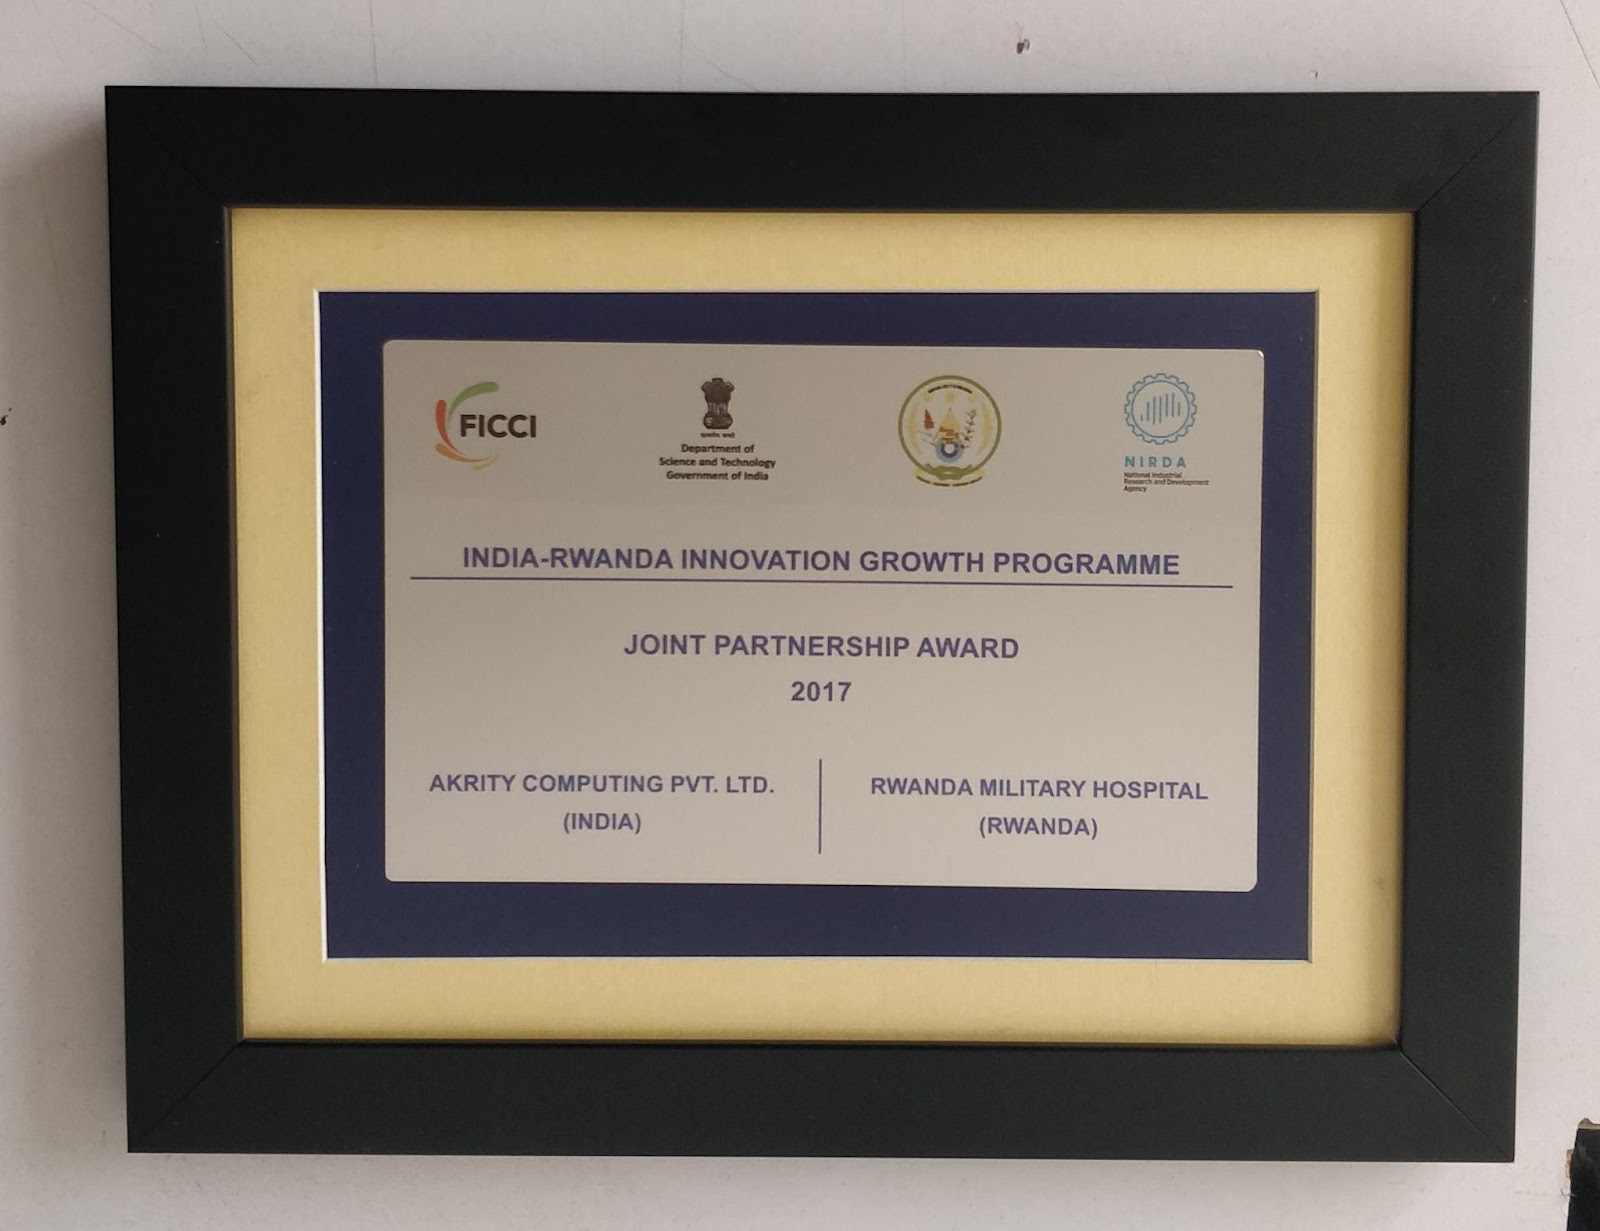 FICCI
Department of
Science and Technology
Government of India
NIRDA
National Industrial
Research and Development
Agency
INDIA-RWANDA INNOVATION GROWTH PROGRAMME
JOINT PARTNERSHIP AWARD
2017
AKRITY COMPUTING PVT. LTD.
(INDIA)
RWANDA MILITARY HOSPITAL
(RWANDA)